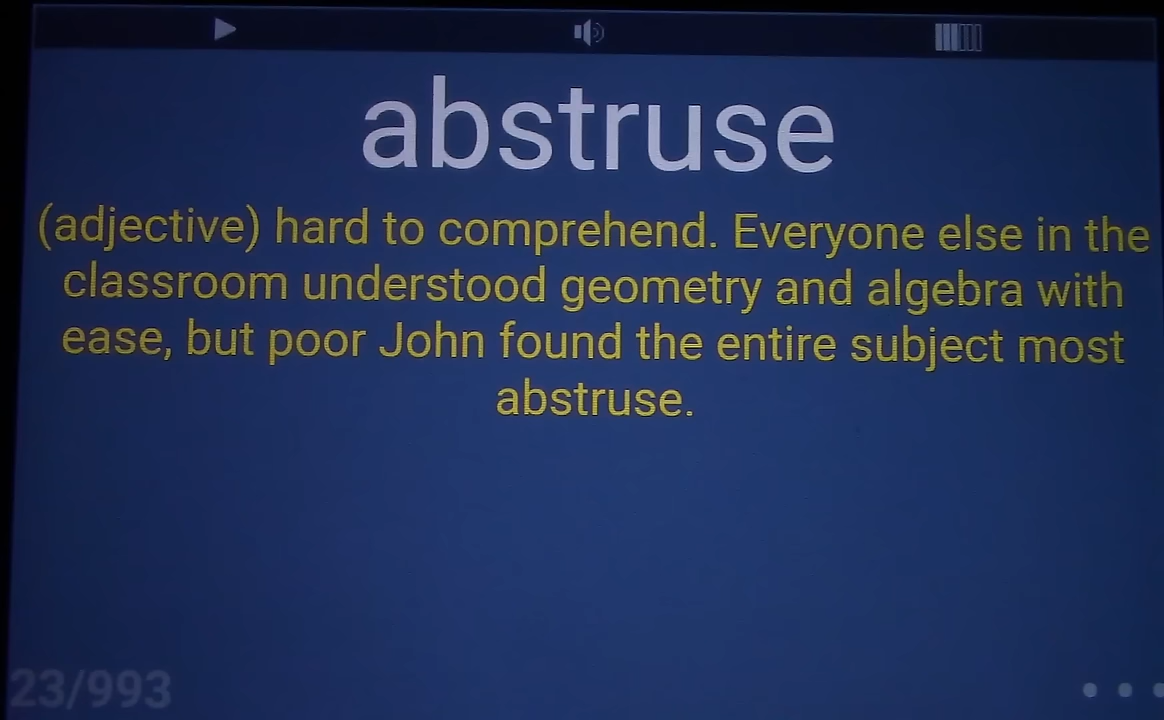 abstruse
(adjective) hard to comprehend. Everyone else in the
classroom understood geometry and algebra with
ease, but poor John found the entire subject most
abstruse.
23/993